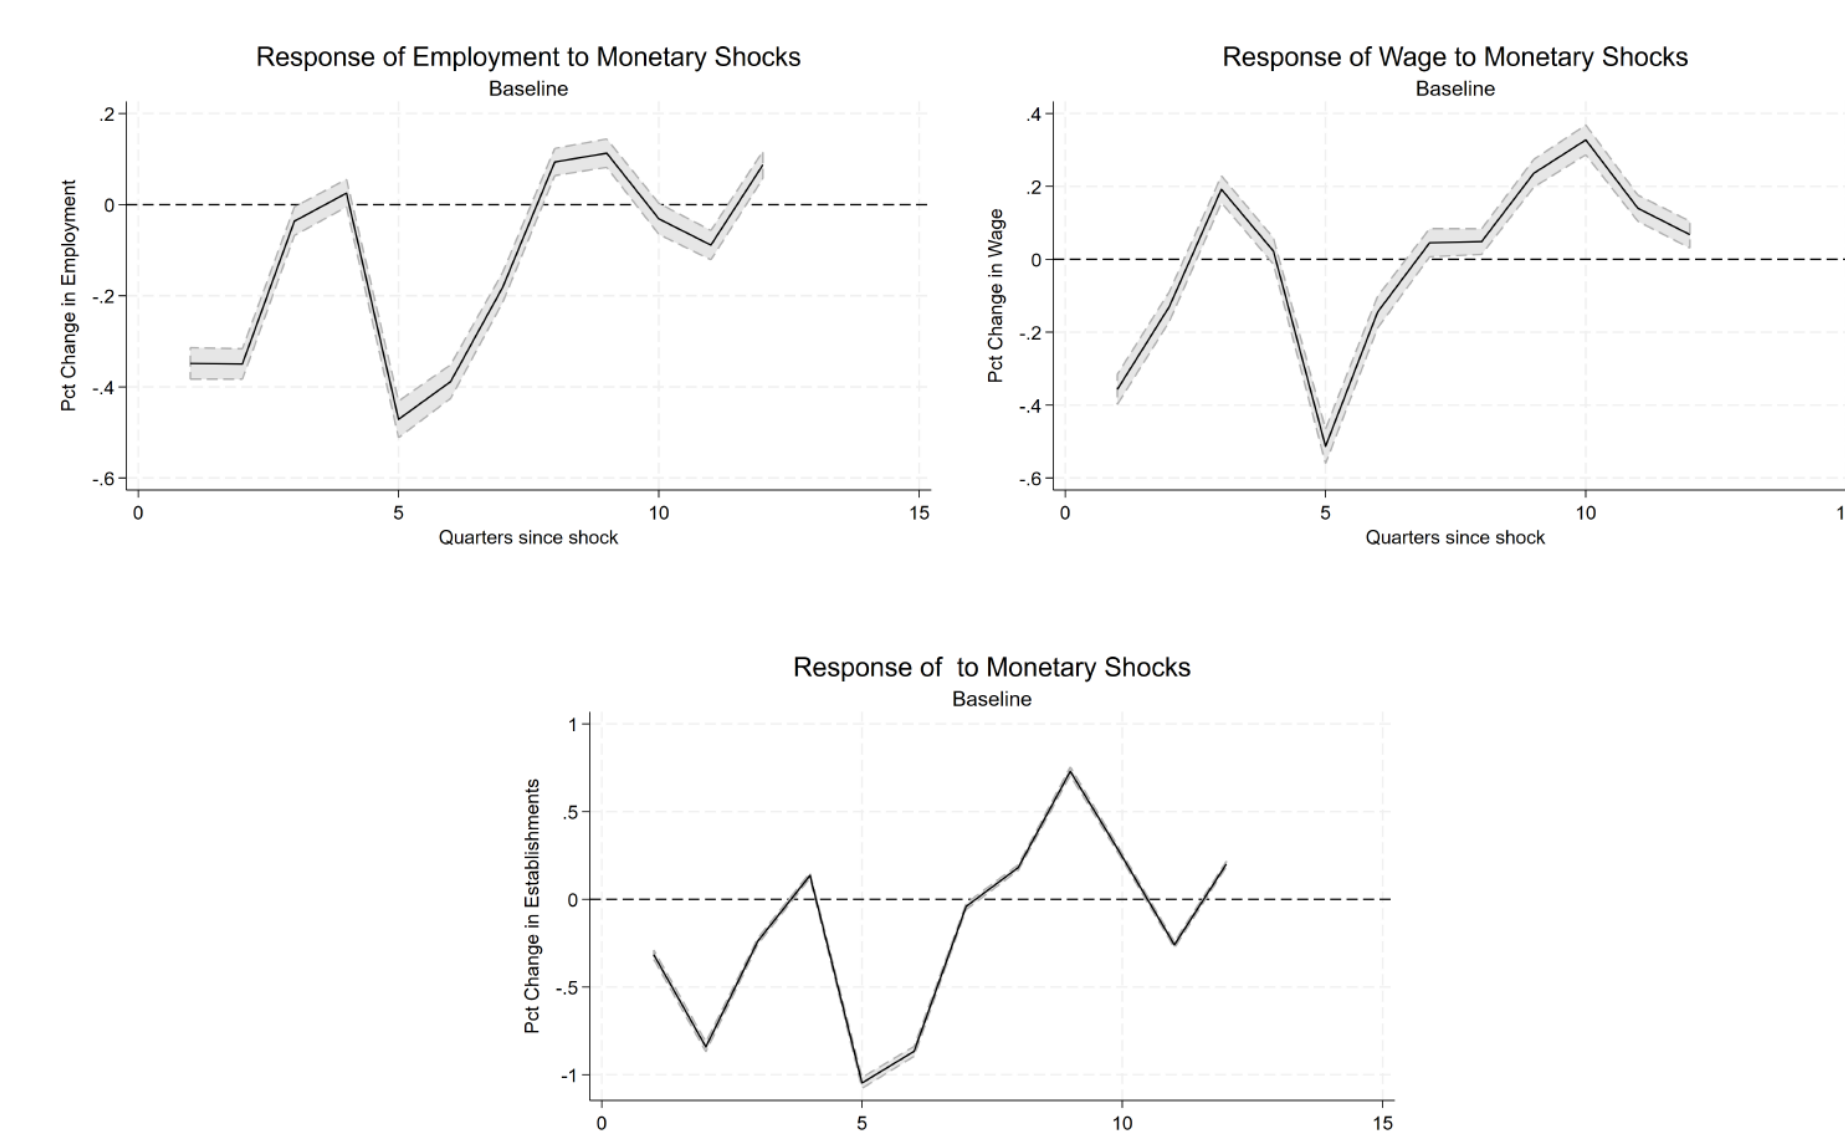 Response of Employment to Monetary Shocks
Baseline
Pct Change in Employment
.2
0
-.2
-.4
-.6
0 5 10 15
Quarters since shock
Response of Wage to Monetary Shocks
Baseline
Pct Change in Wage
.4
.2
0
-.2
-.4
-.6
0 5 10 1
Quarters since shock
Response of  to Monetary Shocks
Baseline
Pct Change in Establishments
1
.5
0
-.5
-1
0 5 10 15